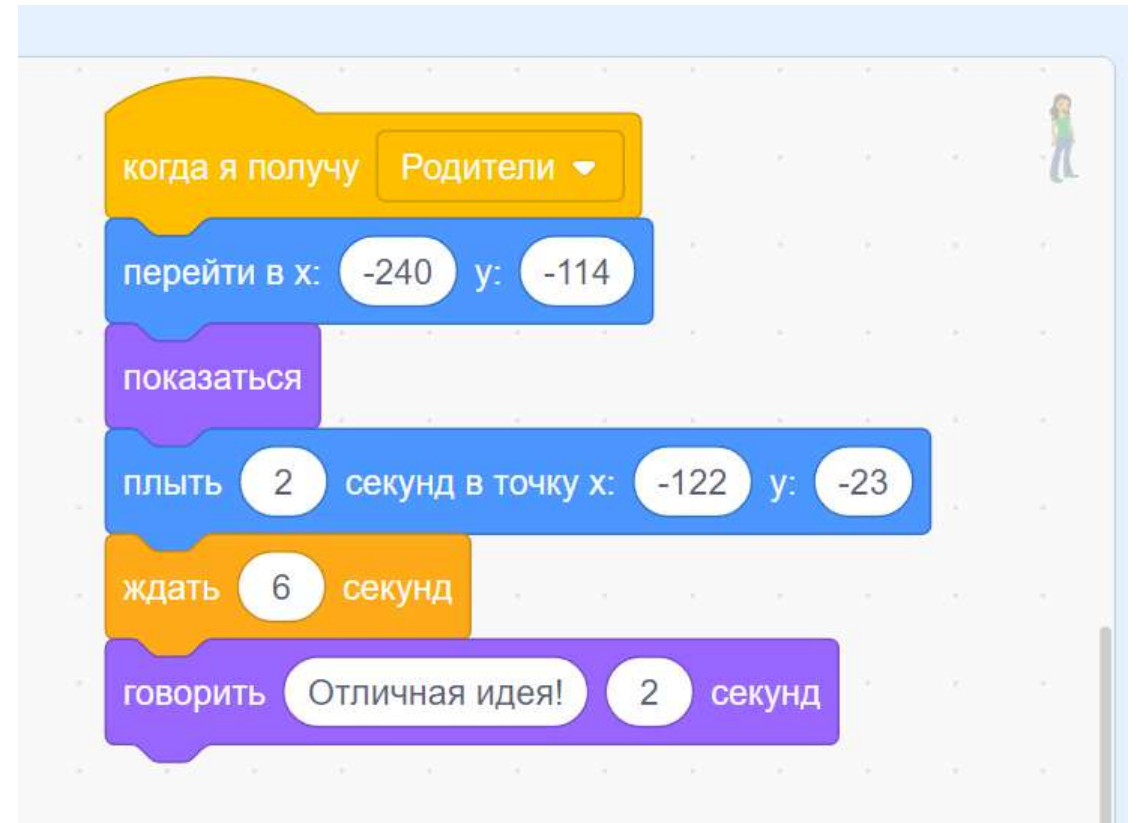 когда я получу Родители
перейти в x: -240 y: -114
показаться
плыть 2 секунд в точку x: -122 y: -23
ждать 6 секунд
говорить Отличная идея! 2 секунд